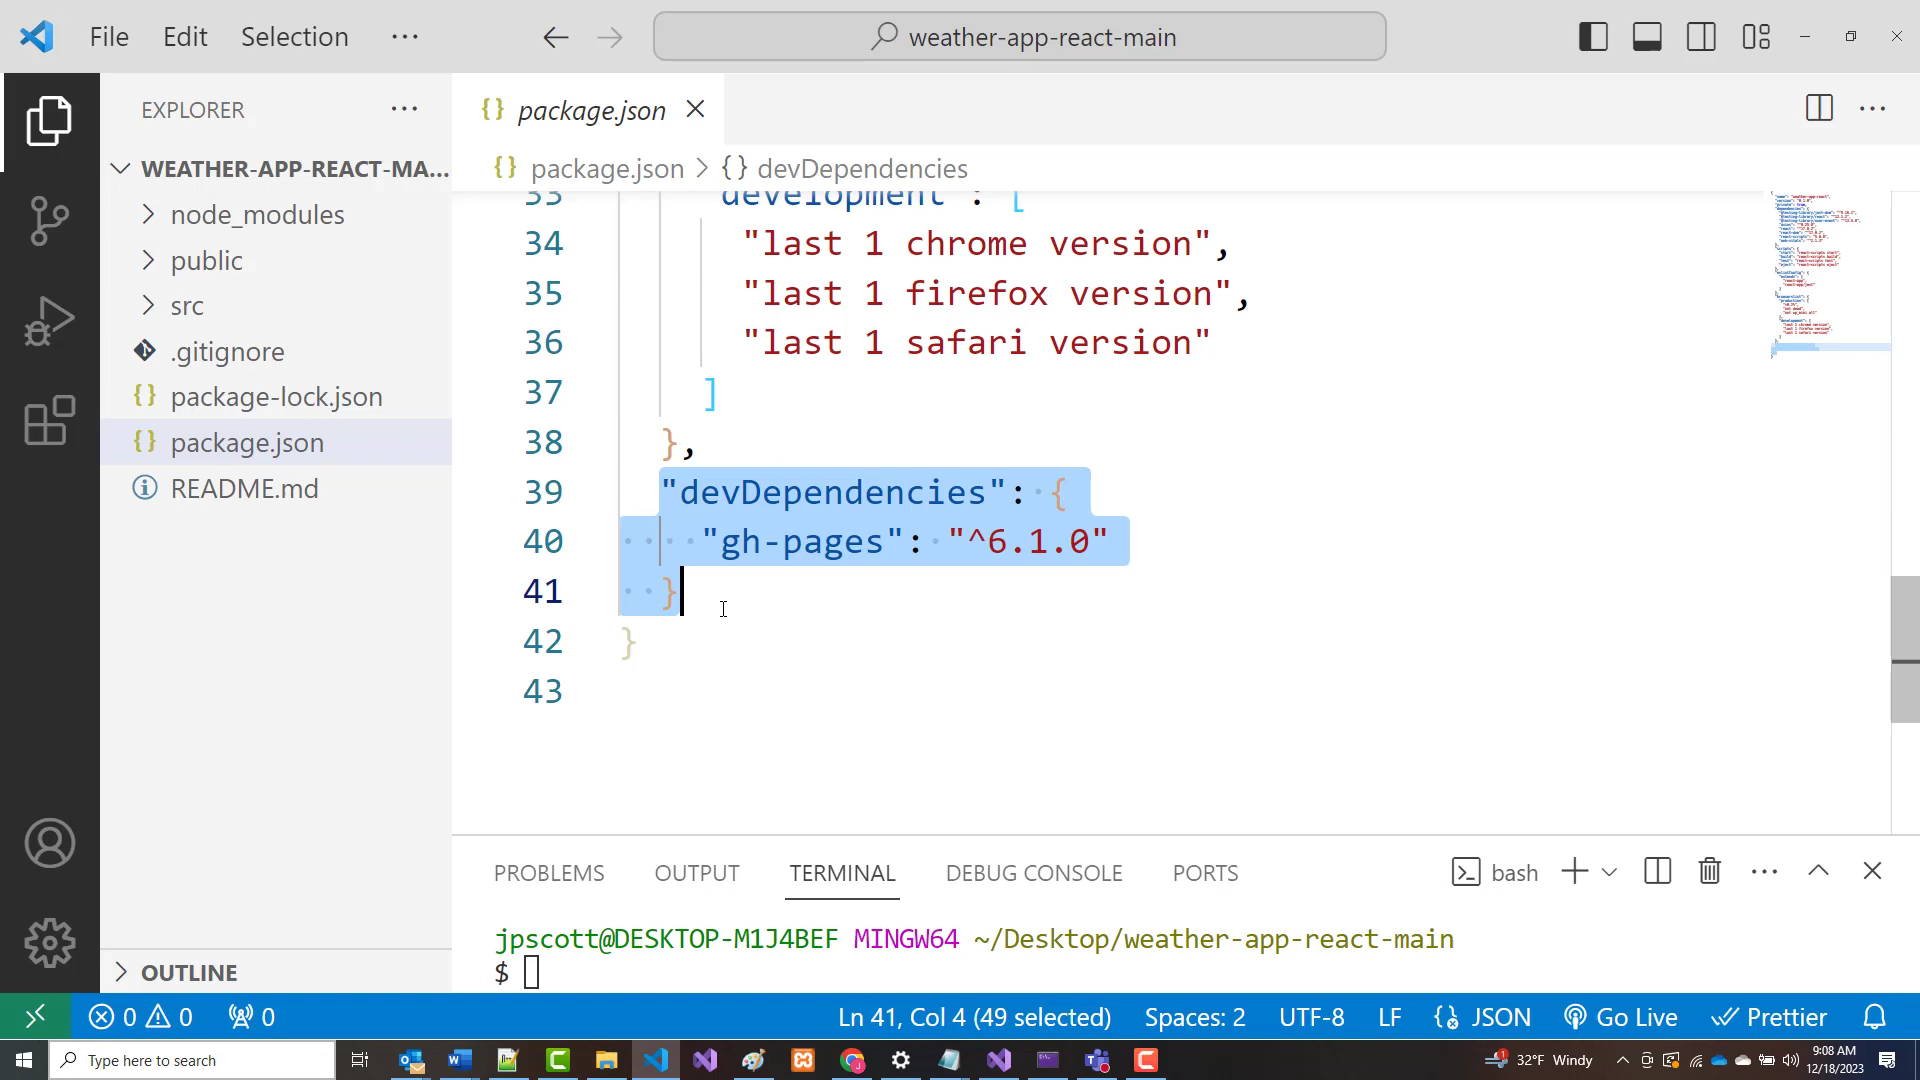 File Edit Selection ···
weather-app-react-main
EXPLORER ···
WEATHER-APP-REACT-MA...
node_modules
public
src
.gitignore
package-lock.json
package.json
README.md
OUTLINE
package.json
package.json > {} devDependencies
33 "development": [
34 "last 1 chrome version",
35 "last 1 firefox version",
36 "last 1 safari version"
37 ]
38 },
39 "devDependencies": {
40 "gh-pages": "^6.1.0"
41 }
42 }
43
PROBLEMS OUTPUT TERMINAL DEBUG CONSOLE PORTS
bash
jpscott@DESKTOP-M1J4BEF MINGW64 ~/Desktop/weather-app-react-main
$
0 0 0 Ln 41, Col 4 (49 selected) Spaces: 2 UTF-8 LF {} JSON Go Live Prettier
Type here to search
32°F Windy
9:08 AM
12/18/2023